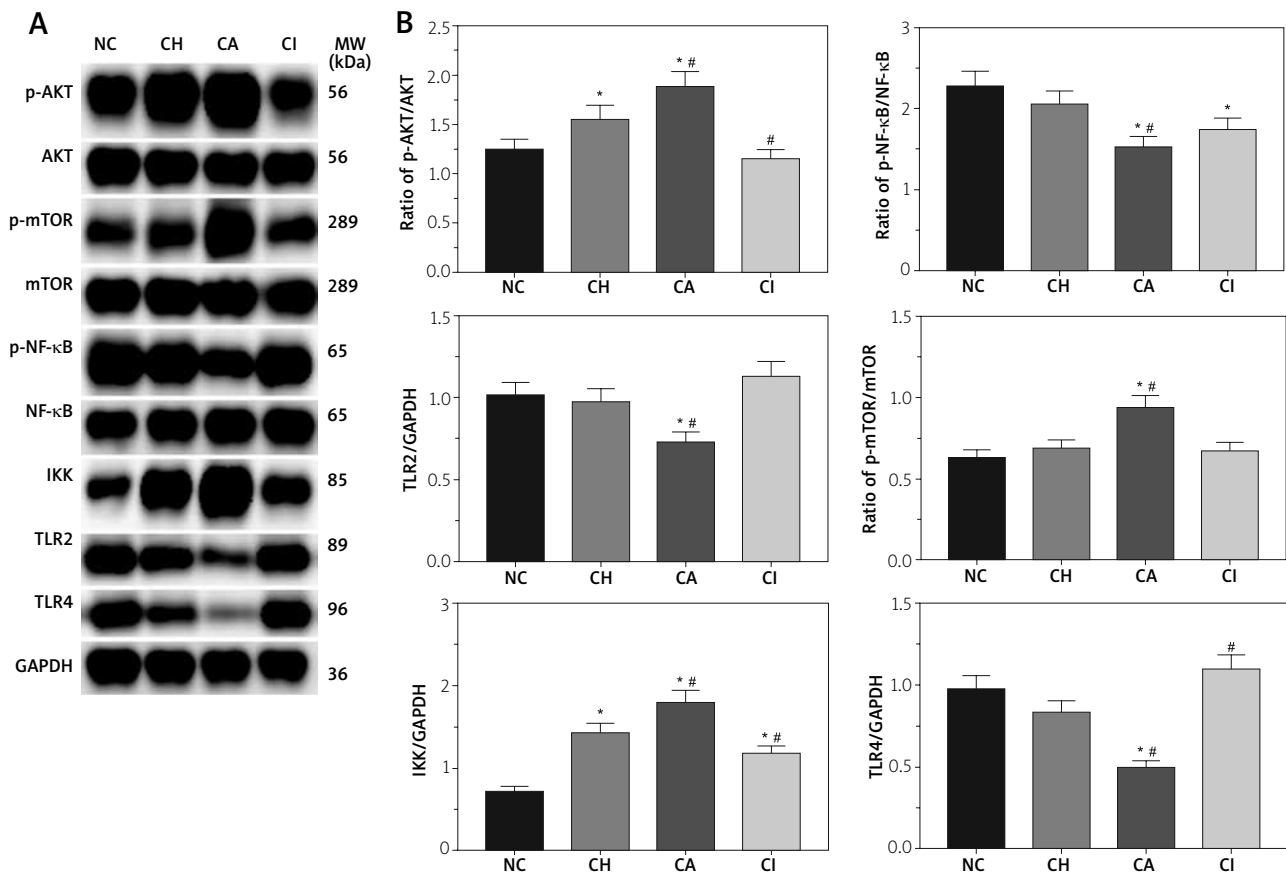 A
NC CH CA CI MW (kDa)
p-AKT 56
AKT 56
p-mTOR 289
mTOR 289
p-NF-κB 65
NF-κB 65
IKK 85
TLR2 89
TLR4 96
GAPDH 36
B
Ratio of p-AKT/AKT
2.5
2.0
1.5
1.0
0.5
0.0
*
* #
#
NC CH CA CI
Ratio of p-NF-κB/NF-κB
3
2
1
0
* #
*
NC CH CA CI
TLR2/GAPDH
1.5
1.0
0.5
0.0
* #
NC CH CA CI
Ratio of p-mTOR/mTOR
1.5
1.0
0.5
0.0
* #
NC CH CA CI
IKK/GAPDH
3
2
1
0
*
* #
* #
NC CH CA CI
TLR4/GAPDH
1.5
1.0
0.5
0.0
* #
#
NC CH CA CI